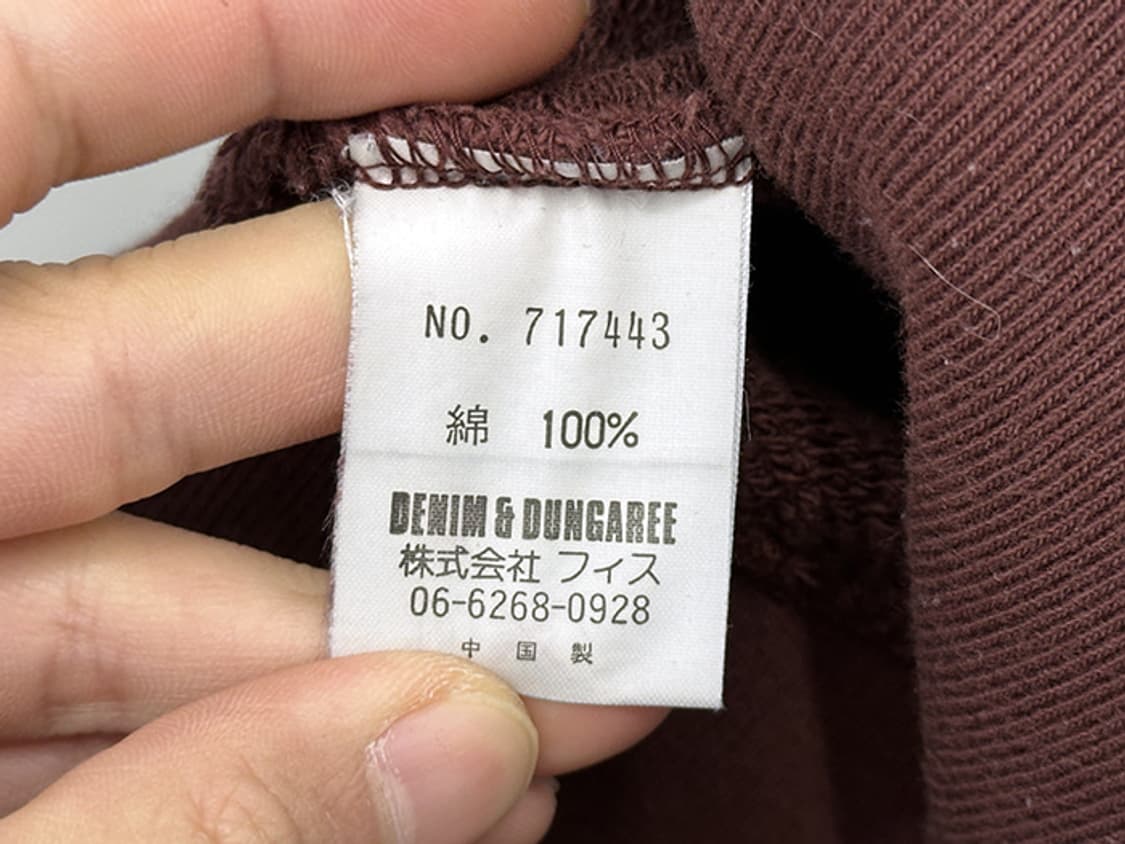 NO. 717443
綿 100%
DENIM & DUNGAREE
株式会社 フィス
06-6268-0928
中 国 製